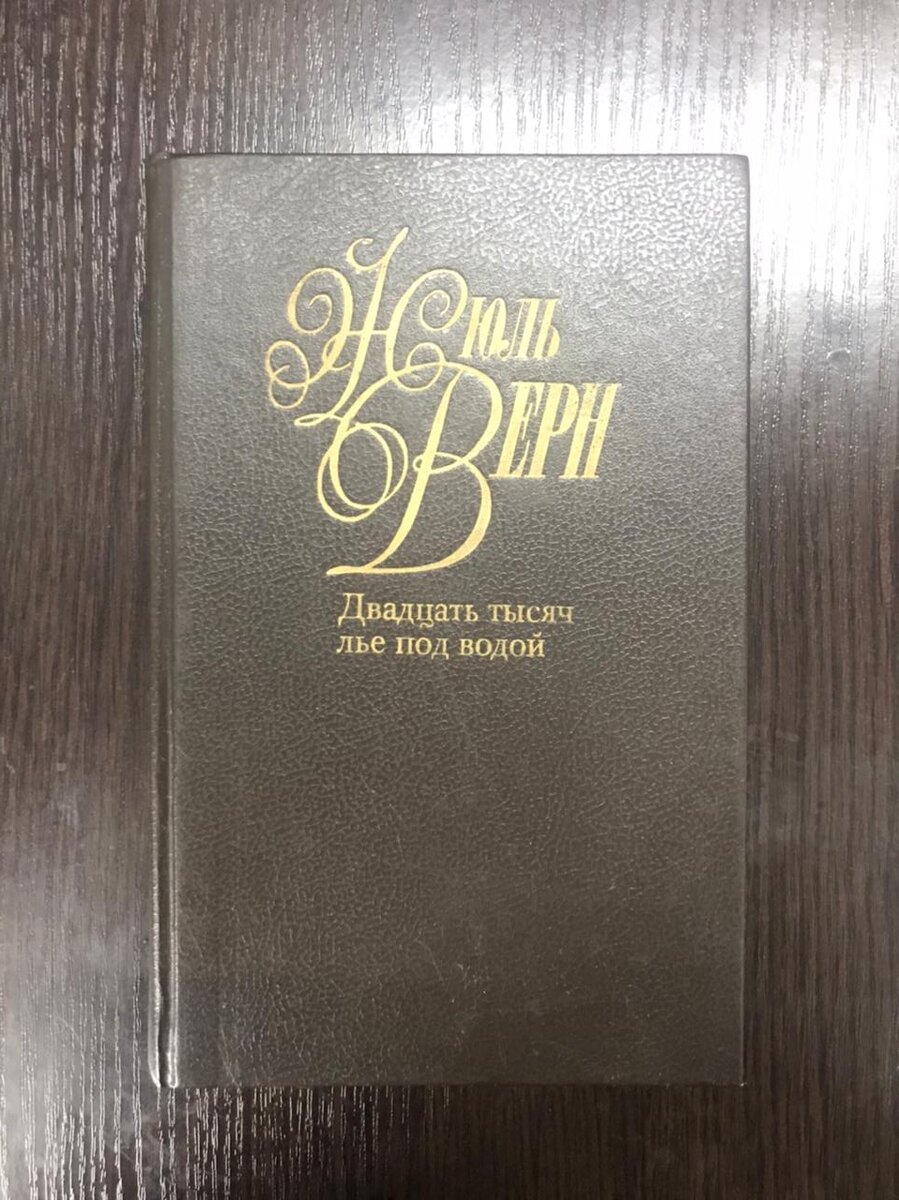 Жюль
Верн
Двадцать тысяч
лье под водой